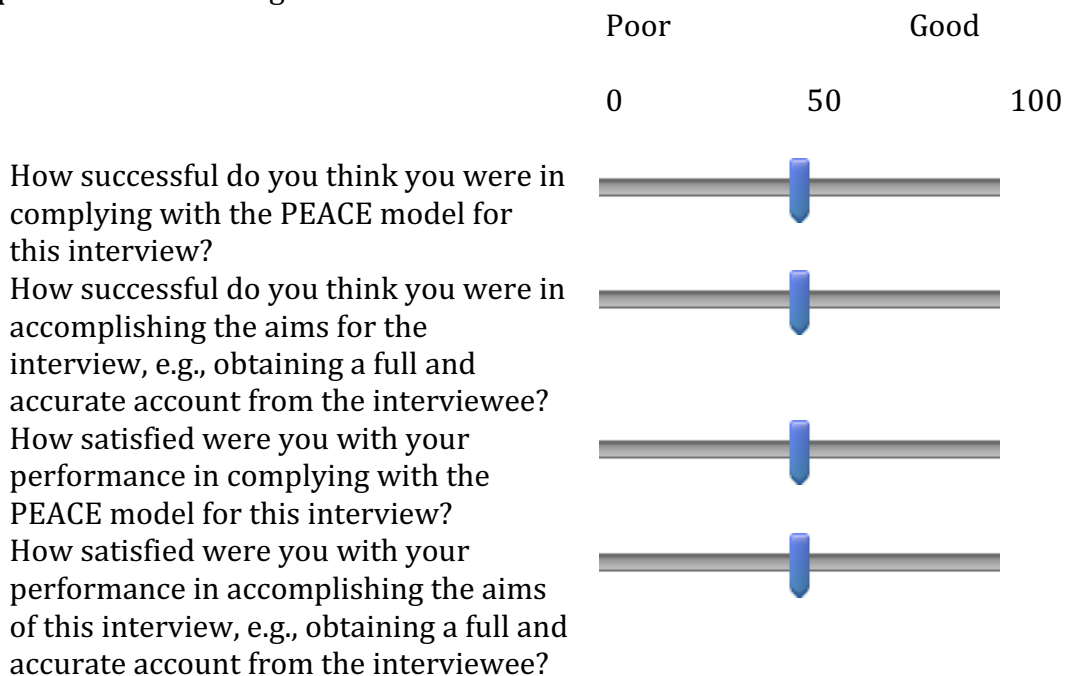 Poor Good
0 50 100
How successful do you think you were in
complying with the PEACE model for
this interview?
How successful do you think you were in
accomplishing the aims for the
interview, e.g., obtaining a full and
accurate account from the interviewee?
How satisfied were you with your
performance in complying with the
PEACE model for this interview?
How satisfied were you with your
performance in accomplishing the aims
of this interview, e.g., obtaining a full and
accurate account from the interviewee?